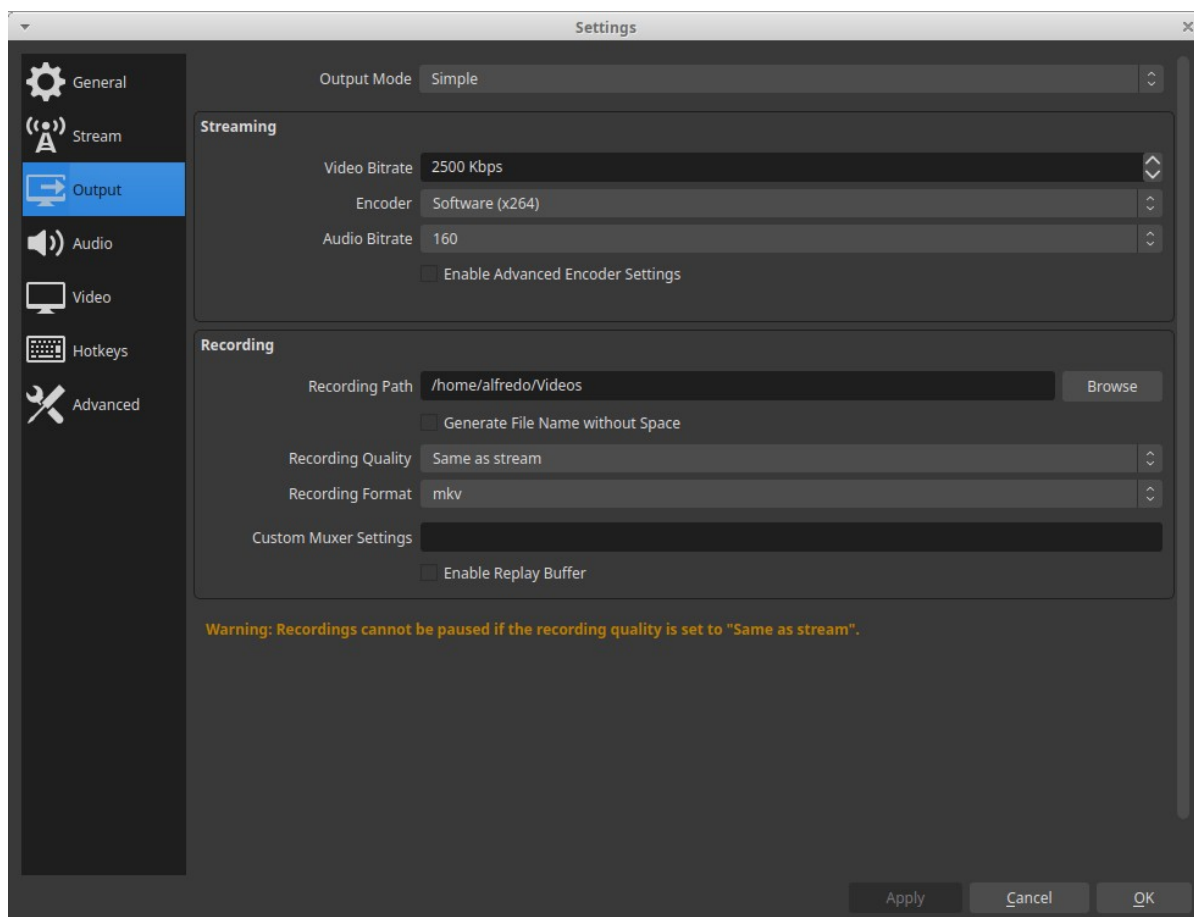 Settings
General
Stream
Output
Audio
Video
Hotkeys
Advanced
Output Mode Simple
Streaming
Video Bitrate 2500 Kbps
Encoder Software (x264)
Audio Bitrate 160
Enable Advanced Encoder Settings
Recording
Recording Path /home/alfredo/Videos Browse
Generate File Name without Space
Recording Quality Same as stream
Recording Format mkv
Custom Muxer Settings
Enable Replay Buffer
Warning: Recordings cannot be paused if the recording quality is set to "Same as stream".
Apply Cancel OK